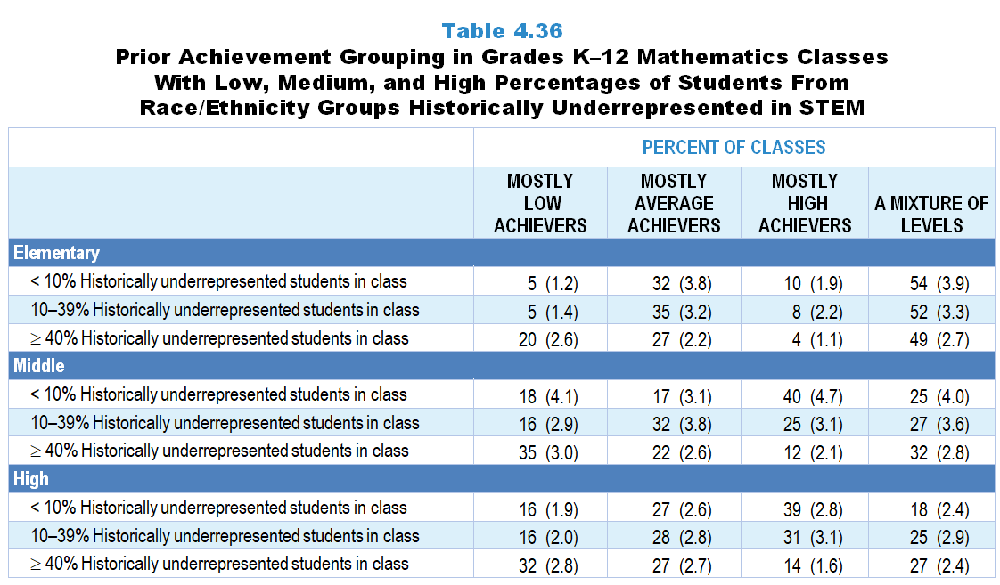 Table 4.36
Prior Achievement Grouping in Grades K–12 Mathematics Classes
With Low, Medium, and High Percentages of Students From
Race/Ethnicity Groups Historically Underrepresented in STEM
PERCENT OF CLASSES
MOSTLY LOW ACHIEVERS MOSTLY AVERAGE ACHIEVERS MOSTLY HIGH ACHIEVERS A MIXTURE OF LEVELS
Elementary
< 10% Historically underrepresented students in class 5 (1.2) 32 (3.8) 10 (1.9) 54 (3.9)
10–39% Historically underrepresented students in class 5 (1.4) 35 (3.2) 8 (2.2) 52 (3.3)
≥ 40% Historically underrepresented students in class 20 (2.6) 27 (2.2) 4 (1.1) 49 (2.7)
Middle
< 10% Historically underrepresented students in class 18 (4.1) 17 (3.1) 40 (4.7) 25 (4.0)
10–39% Historically underrepresented students in class 16 (2.9) 32 (3.8) 25 (3.1) 27 (3.6)
≥ 40% Historically underrepresented students in class 35 (3.0) 22 (2.6) 12 (2.1) 32 (2.8)
High
< 10% Historically underrepresented students in class 16 (1.9) 27 (2.6) 39 (2.8) 18 (2.4)
10–39% Historically underrepresented students in class 16 (2.0) 28 (2.8) 31 (3.1) 25 (2.9)
≥ 40% Historically underrepresented students in class 32 (2.8) 27 (2.7) 14 (1.6) 27 (2.4)